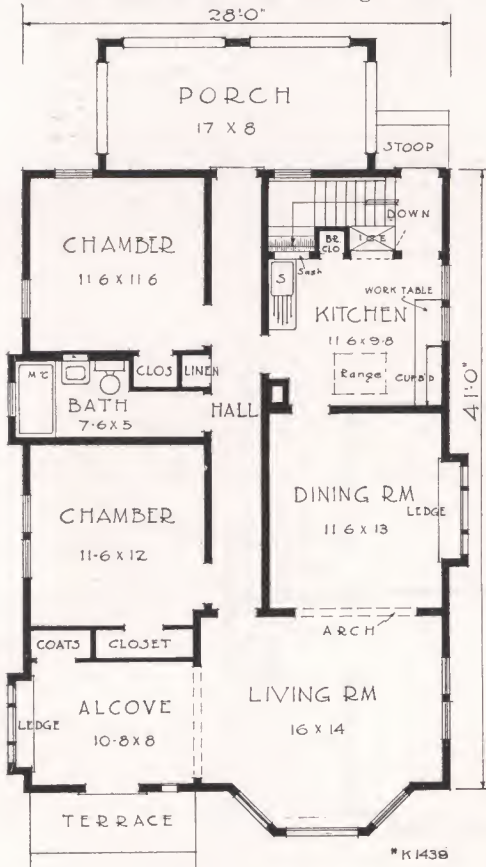 28'0"
PORCH
17 X 8
STOOP
DOWN
CHAMBER
11 6 X 11 6
BR
CLO
ICE
Sash
S
WORK TABLE
KITCHEN
11 6 X 9-8
Range
CUPB'D
CLOS
LINEN
M C
BATH
7-6 X 5
HALL
41'0"
CHAMBER
11-6 X 12
DINING RM
11 6 X 13
LEDGE
ARCH
COATS
CLOSET
LEDGE
ALCOVE
10-8 X 8
LIVING RM
16 X 14
TERRACE
# K1439